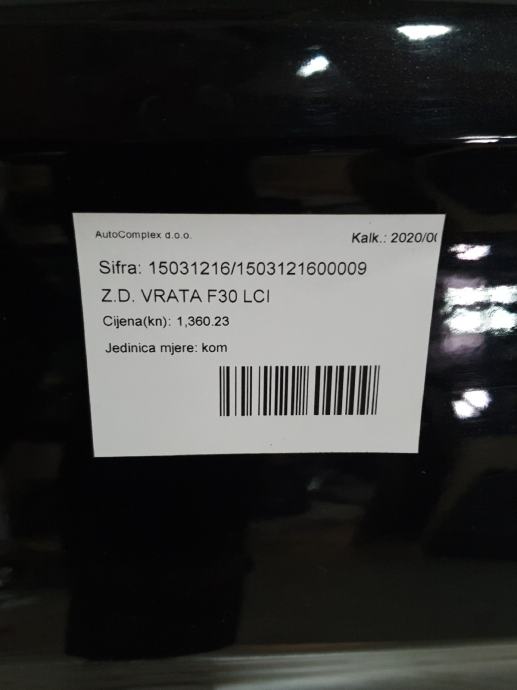 AutoComplex d.o.o. Kalk.: 2020/0
Sifra: 15031216/1503121600009
Z.D. VRATA F30 LCI
Cijena(kn): 1,360.23
Jedinica mjere: kom